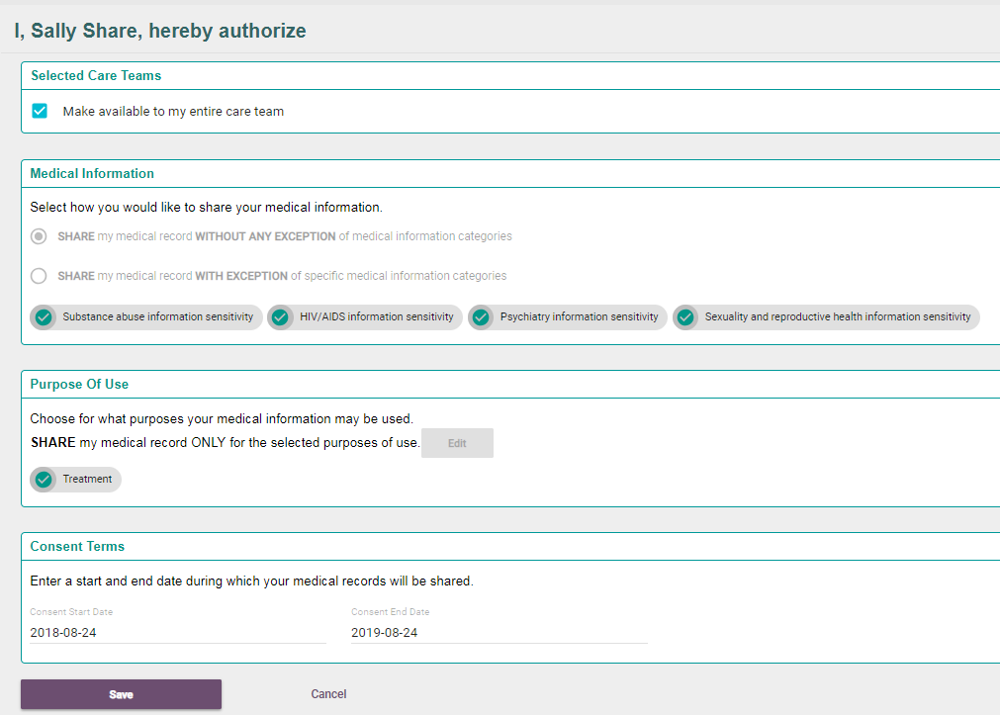 I, Sally Share, hereby authorize
Selected Care Teams
Make available to my entire care team
Medical Information
Select how you would like to share your medical information.
SHARE my medical record WITHOUT ANY EXCEPTION of medical information categories
SHARE my medical record WITH EXCEPTION of specific medical information categories
Substance abuse information sensitivity HIV/AIDS information sensitivity Psychiatry information sensitivity Sexuality and reproductive health information sensitivity
Purpose Of Use
Choose for what purposes your medical information may be used.
SHARE my medical record ONLY for the selected purposes of use. Edit
Treatment
Consent Terms
Enter a start and end date during which your medical records will be shared.
Consent Start Date Consent End Date
2018-08-24 2019-08-24
Save Cancel